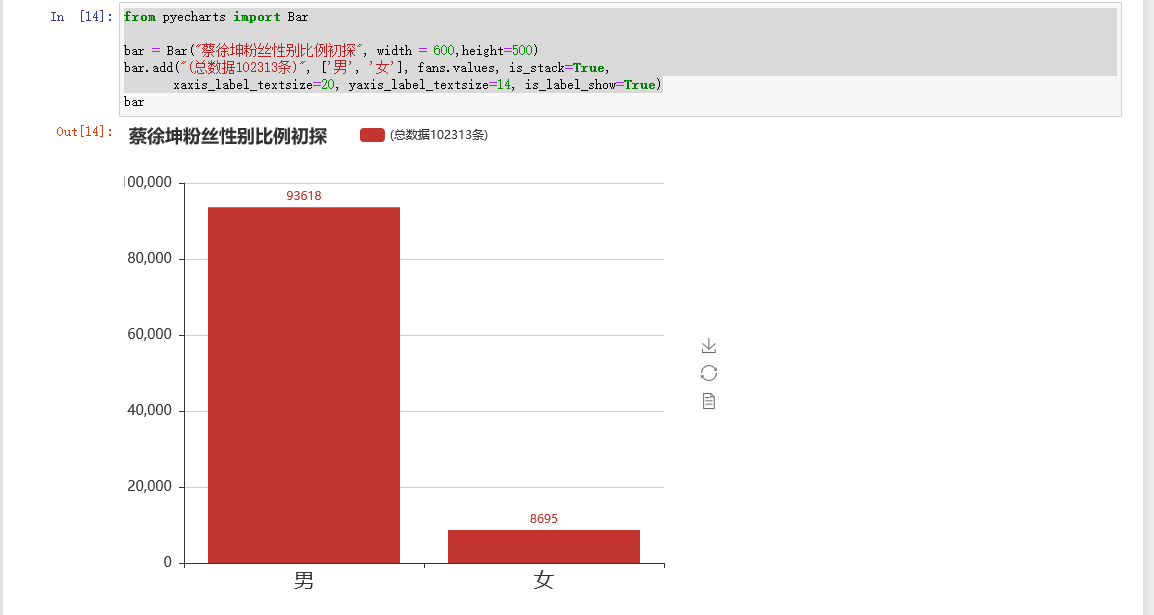 In [14]:
from pyecharts import Bar
bar = Bar("蔡徐坤粉丝性别比例初探", width = 600,height=500)
bar.add("(总数据102313条)", ['男', '女'], fans.values, is_stack=True,
xaxis_label_textsize=20, yaxis_label_textsize=14, is_label_show=True)
bar
Out[14]:
蔡徐坤粉丝性别比例初探
(总数据102313条)
00,000
93618
80,000
60,000
40,000
20,000
8695
0
男
女